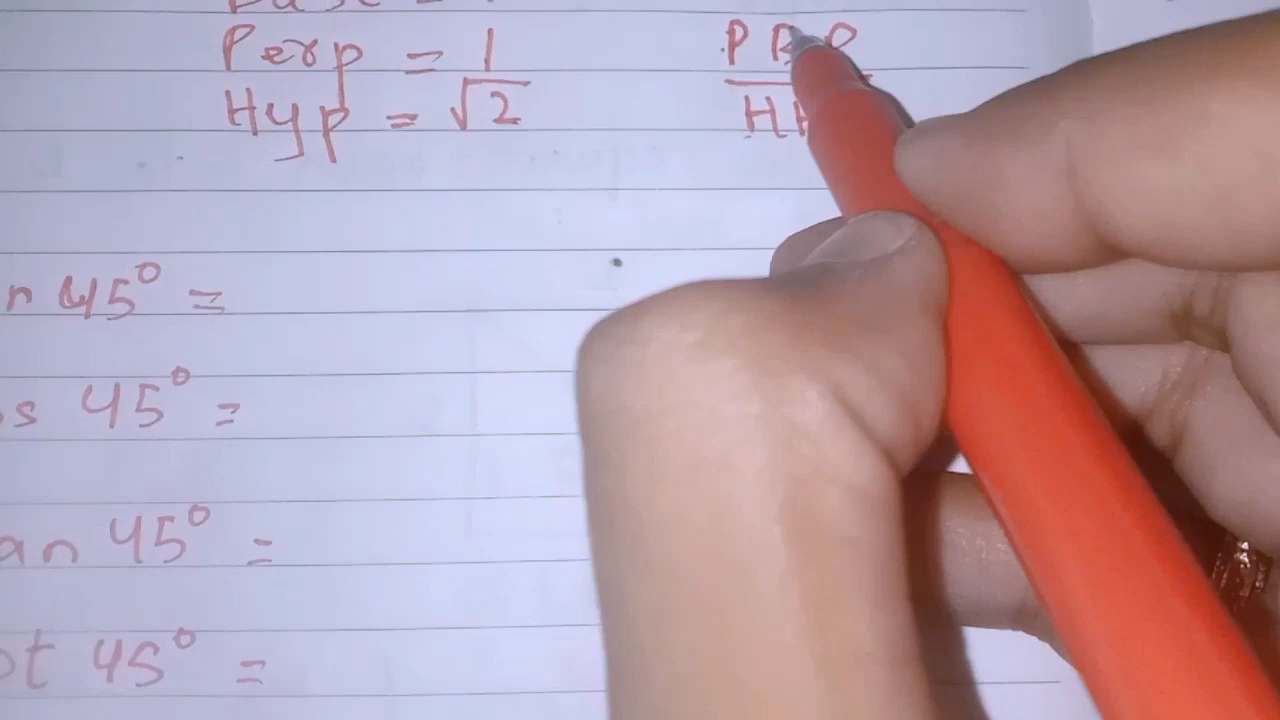 Perp = 1
Hyp = √2
P B P
H
n 45° =
s 45° =
an 45° =
ot 45° =